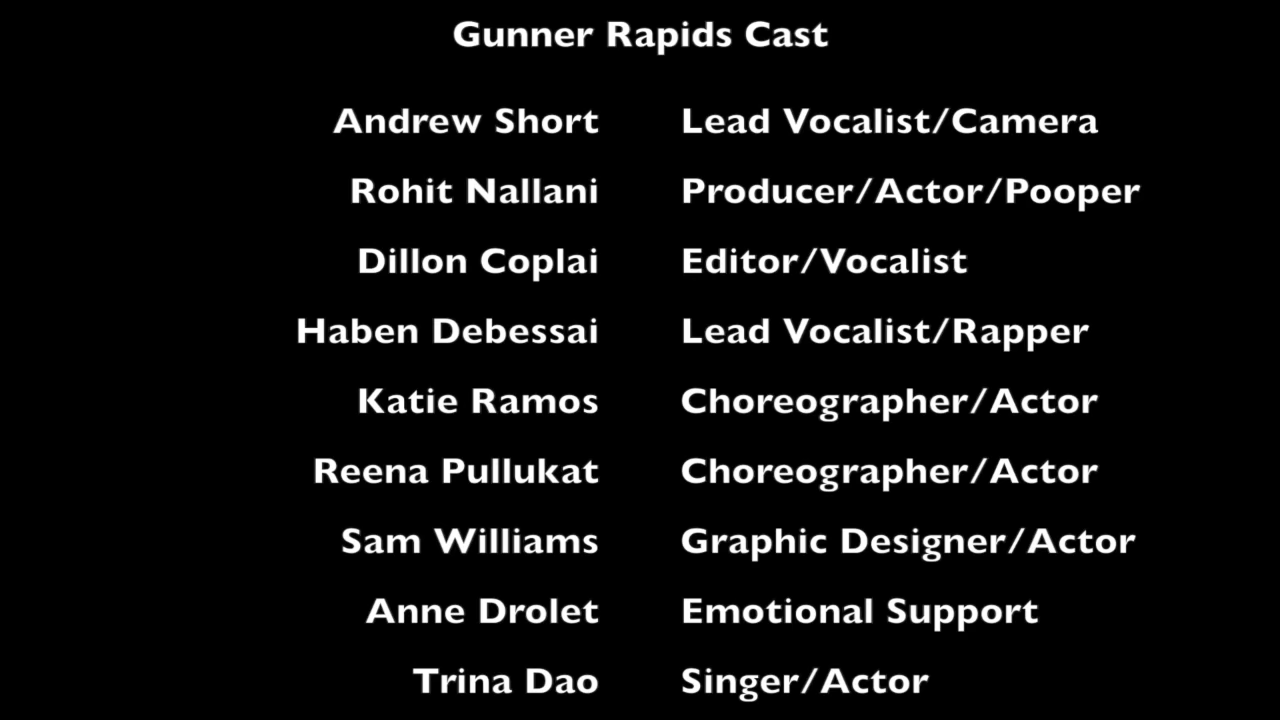 Gunner Rapids Cast
Andrew Short Lead Vocalist/Camera
Rohit Nallani Producer/Actor/Pooper
Dillon Coplai Editor/Vocalist
Haben Debessai Lead Vocalist/Rapper
Katie Ramos Choreographer/Actor
Reena Pullukat Choreographer/Actor
Sam Williams Graphic Designer/Actor
Anne Drolet Emotional Support
Trina Dao Singer/Actor